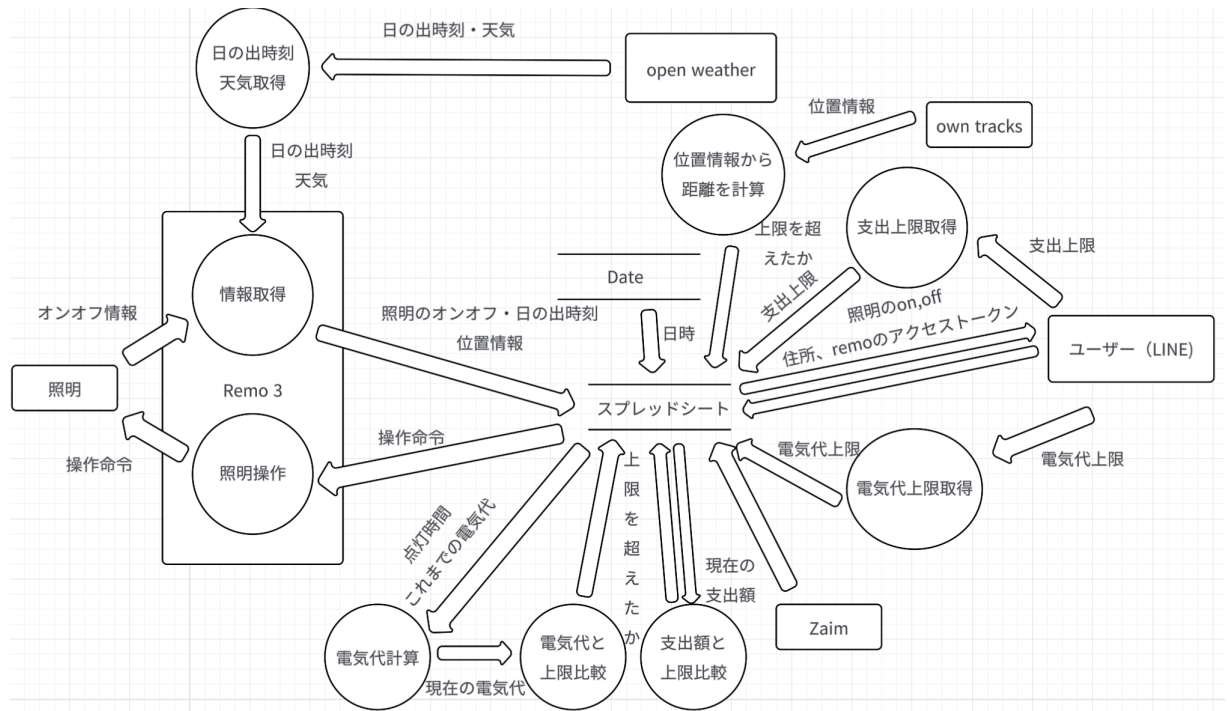 日の出時刻・天気
日の出時刻
天気取得
open weather
位置情報
own tracks
日の出時刻
天気
位置情報から
距離を計算
支出上限取得
支出上限
上限を超
えたか
Date
支出上限
情報取得
オンオフ情報
照明のオンオフ・日の出時刻
位置情報
日時
照明のon,off
住所、remoのアクセストークン
ユーザー（LINE）
照明
Remo 3
スプレッドシート
操作命令
操作命令
照明操作
電気代上限
電気代上限
電気代上限取得
点灯時間
これまでの電気代
上
限
を
超
え
た
か
現在の
支出額
Zaim
電気代計算
現在の電気代
電気代と
上限比較
支出額と
上限比較